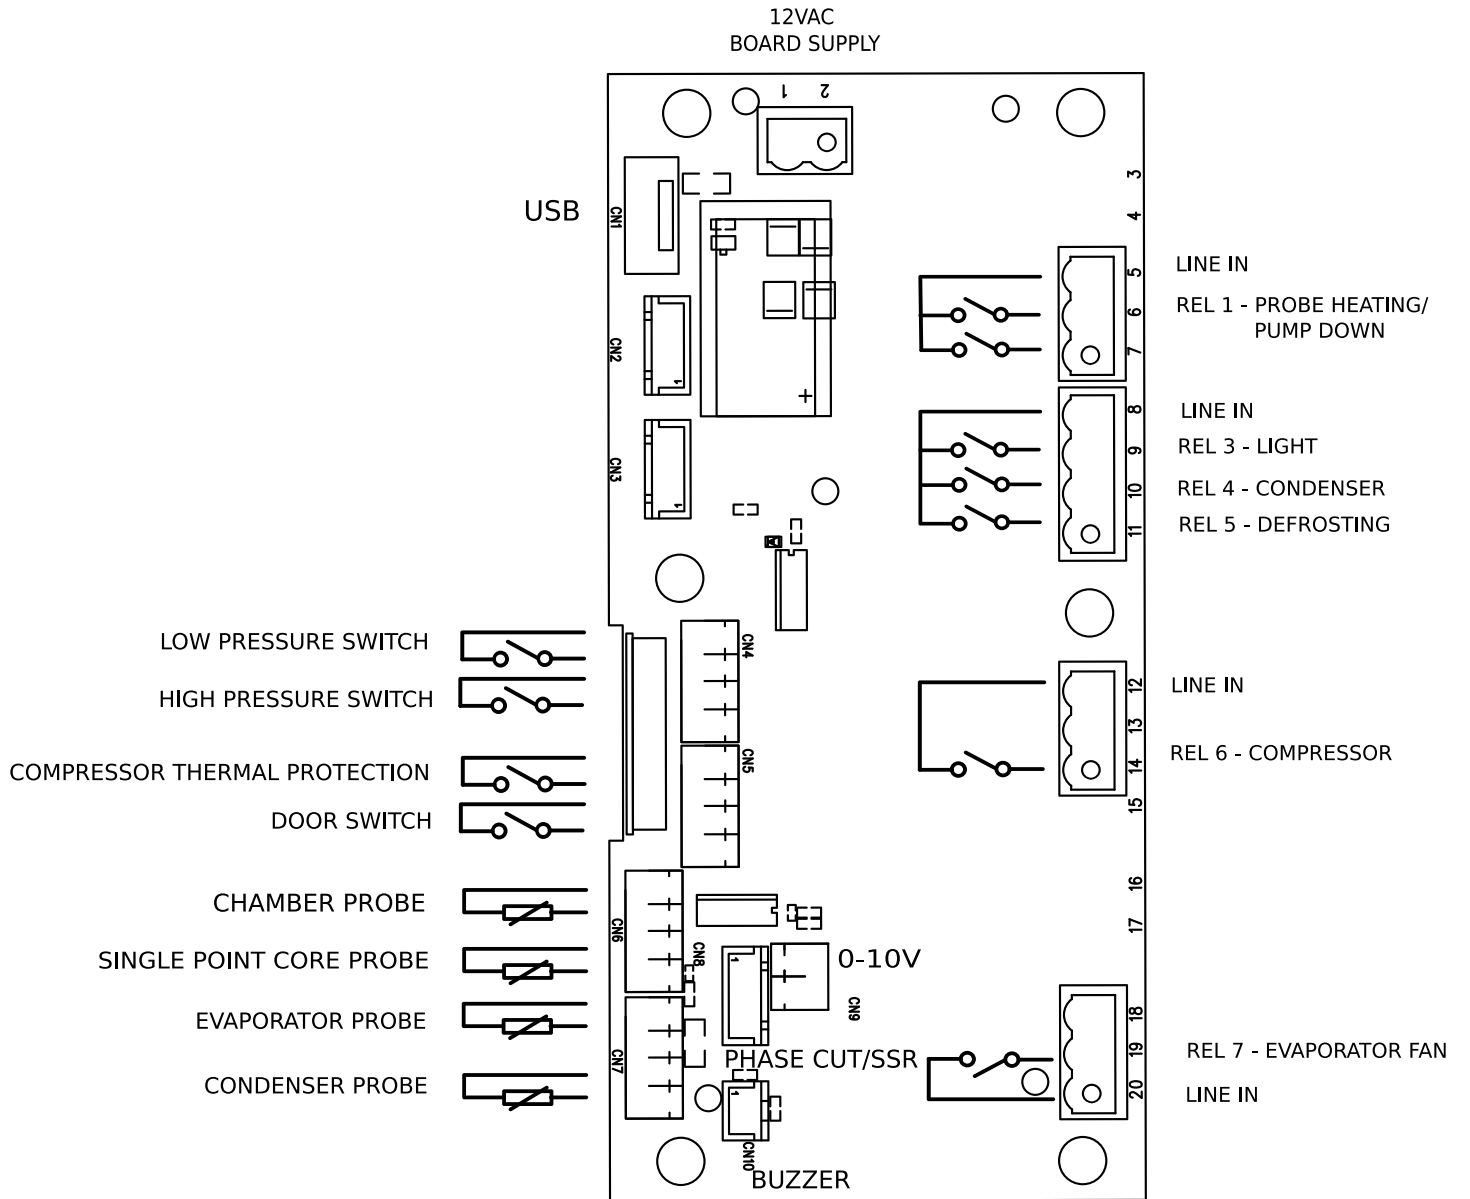 12VAC
BOARD SUPPLY
1 2
3
4
USB
CN1
5
LINE IN
6
REL 1 - PROBE HEATING/
PUMP DOWN
7
CN2
1
8
LINE IN
9
REL 3 - LIGHT
CN3
1
10
REL 4 - CONDENSER
11
REL 5 - DEFROSTING
LOW PRESSURE SWITCH
CN4
HIGH PRESSURE SWITCH
12
LINE IN
13
COMPRESSOR THERMAL PROTECTION
CN5
14
REL 6 - COMPRESSOR
DOOR SWITCH
15
CHAMBER PROBE
CN6
16
17
SINGLE POINT CORE PROBE
CN8
1
0-10V
CN9
EVAPORATOR PROBE
18
CN7
PHASE CUT/SSR
19
REL 7 - EVAPORATOR FAN
CONDENSER PROBE
1
20
LINE IN
CN10
BUZZER